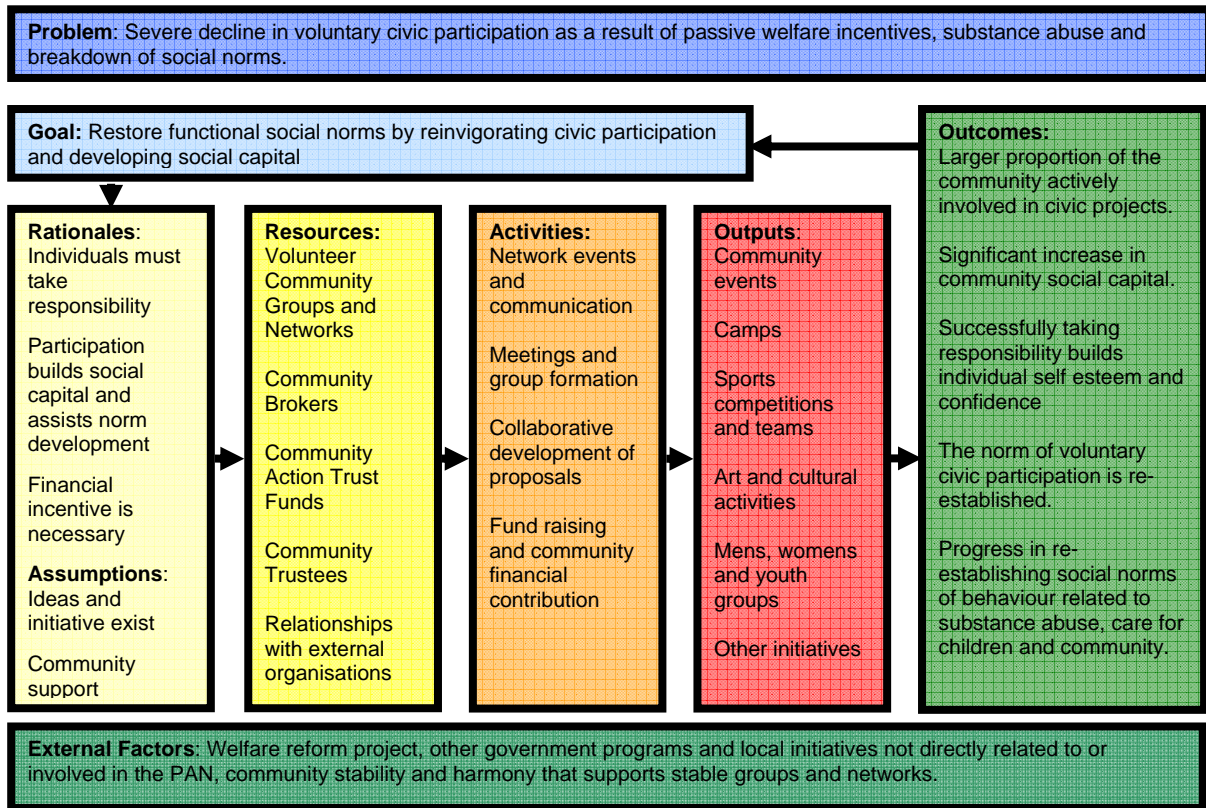 Problem: Severe decline in voluntary civic participation as a result of passive welfare incentives, substance abuse and
breakdown of social norms.
Goal: Restore functional social norms by reinvigorating civic participation
and developing social capital
Rationales:
Individuals must
take
responsibility
Participation
builds social
capital and
assists norm
development
Financial
incentive is
necessary
Assumptions:
Ideas and
initiative exist
Community
support
Resources:
Volunteer
Community
Groups and
Networks
Community
Brokers
Community
Action Trust
Funds
Community
Trustees
Relationships
with external
organisations
Activities:
Network events
and
communication
Meetings and
group formation
Collaborative
development of
proposals
Fund raising
and community
financial
contribution
Outputs:
Community
events
Camps
Sports
competitions
and teams
Art and cultural
activities
Mens, womens
and youth
groups
Other initiatives
Outcomes:
Larger proportion of the
community actively
involved in civic projects.
Significant increase in
community social capital.
Successfully taking
responsibility builds
individual self esteem and
confidence
The norm of voluntary
civic participation is re-
established.
Progress in re-
establishing social norms
of behaviour related to
substance abuse, care for
children and community.
External Factors: Welfare reform project, other government programs and local initiatives not directly related to or
involved in the PAN, community stability and harmony that supports stable groups and networks.